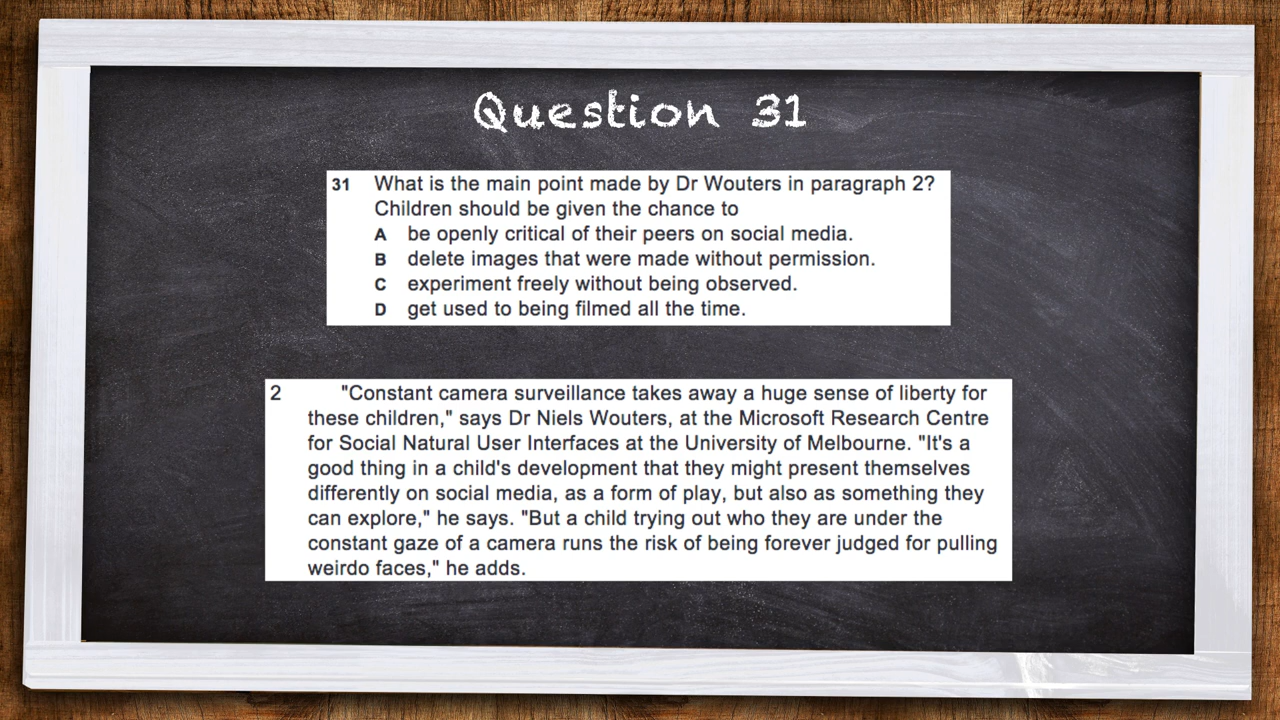 Question 31
31 What is the main point made by Dr Wouters in paragraph 2?
Children should be given the chance to
A be openly critical of their peers on social media.
B delete images that were made without permission.
C experiment freely without being observed.
D get used to being filmed all the time.
2 "Constant camera surveillance takes away a huge sense of liberty for
these children," says Dr Niels Wouters, at the Microsoft Research Centre
for Social Natural User Interfaces at the University of Melbourne. "It's a
good thing in a child's development that they might present themselves
differently on social media, as a form of play, but also as something they
can explore," he says. "But a child trying out who they are under the
constant gaze of a camera runs the risk of being forever judged for pulling
weirdo faces," he adds.